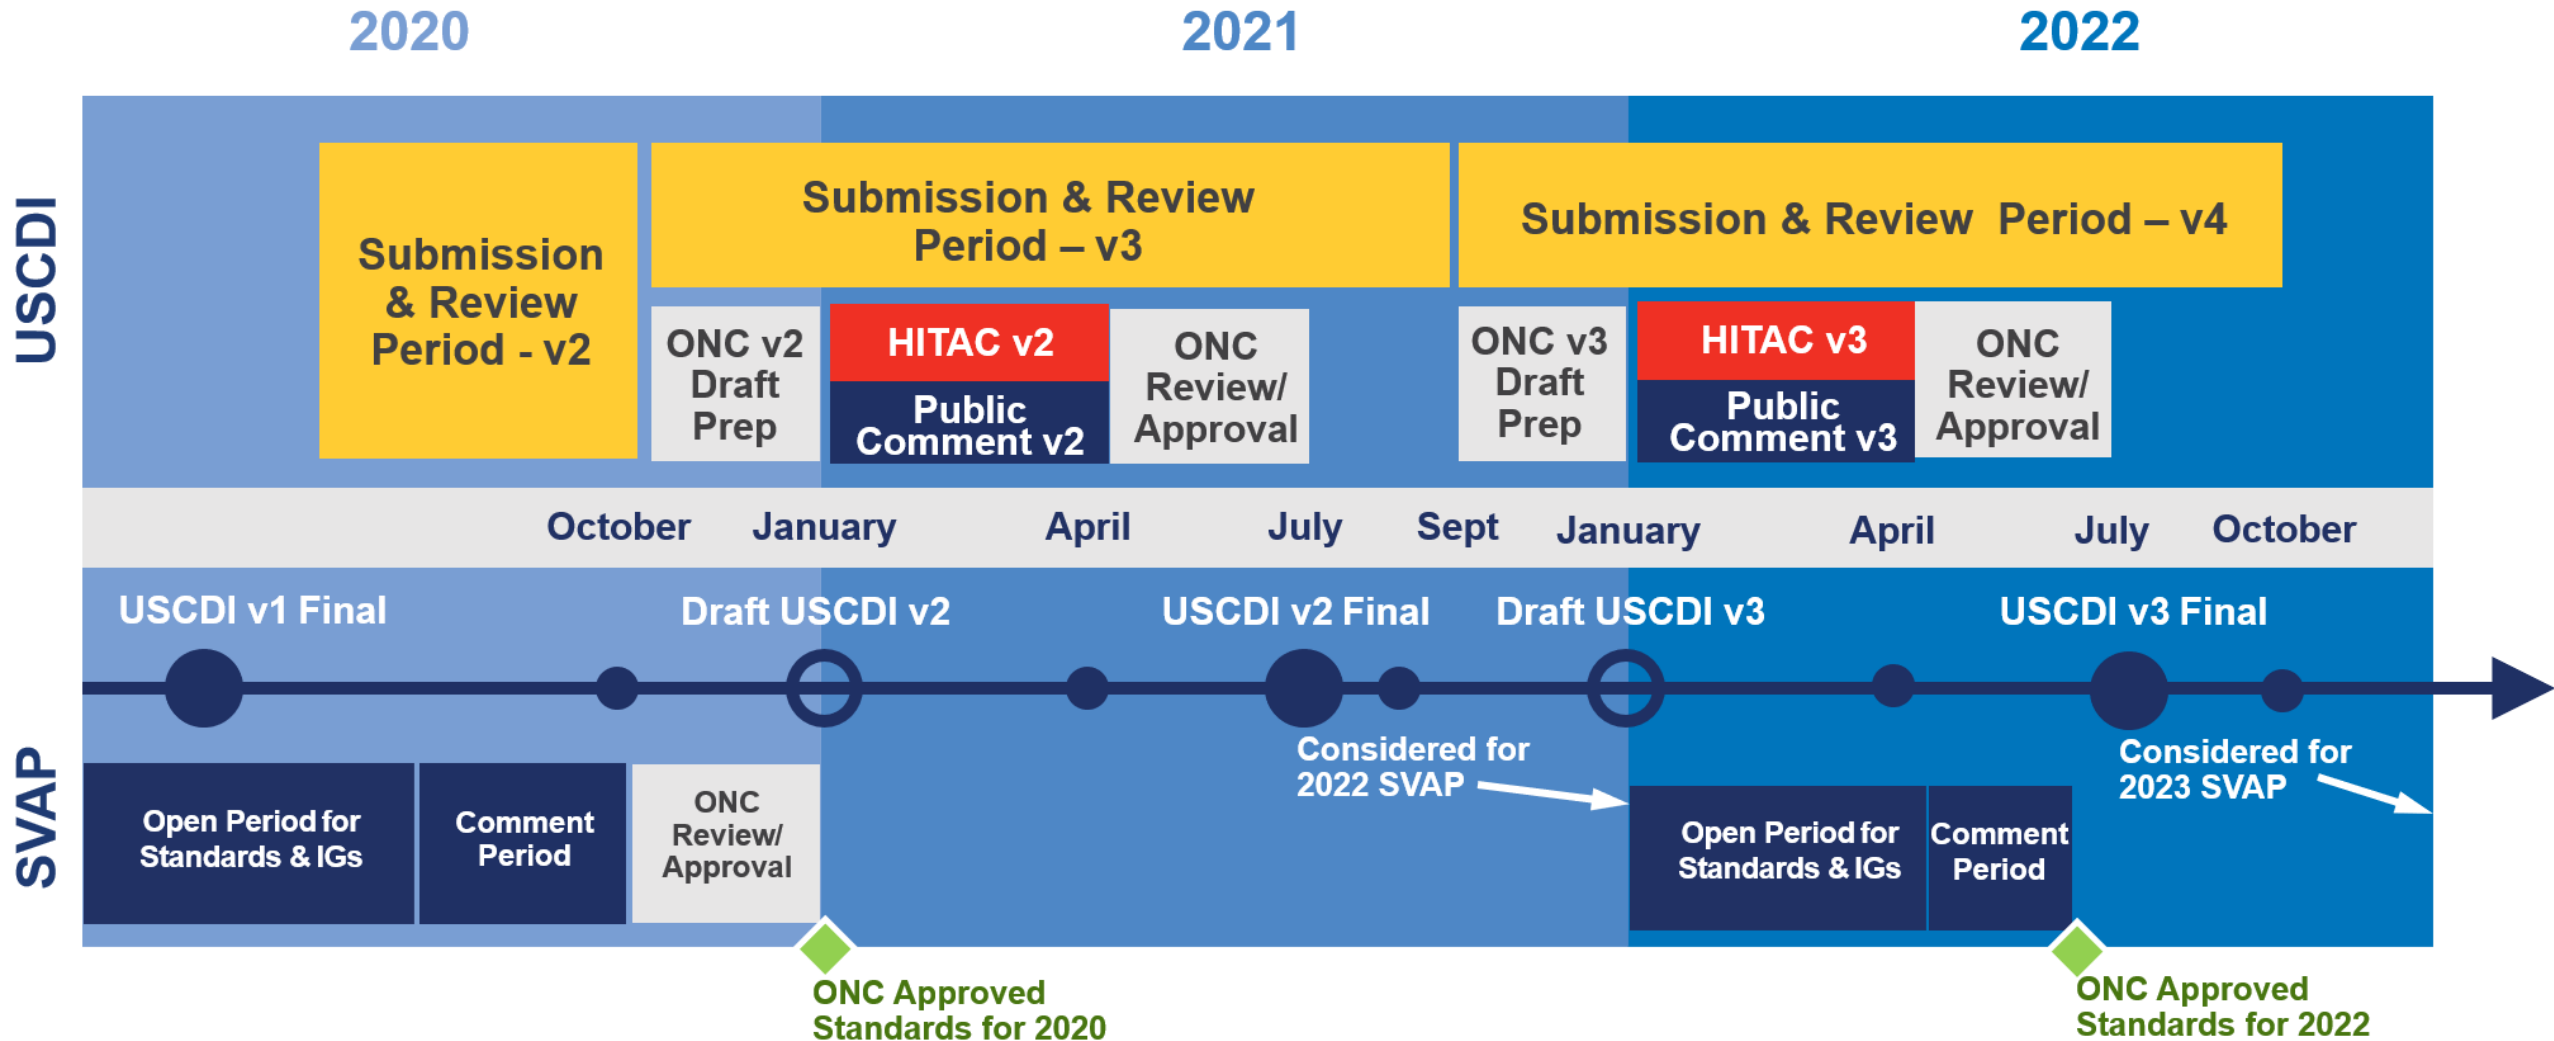 2020
2021
2022
USCDI
Submission
& Review
Period - v2
Submission & Review
Period – v3
Submission & Review Period – v4
ONC v2
Draft
Prep
HITAC v2
Public
Comment v2
ONC
Review/
Approval
ONC v3
Draft
Prep
HITAC v3
Public
Comment v3
ONC
Review/
Approval
October
January
April
July
Sept
January
April
July
October
USCDI v1 Final
Draft USCDI v2
USCDI v2 Final
Draft USCDI v3
USCDI v3 Final
SVAP
Considered for
2022 SVAP
Considered for
2023 SVAP
Open Period for
Standards & IGs
Comment
Period
ONC
Review/
Approval
Open Period for
Standards & IGs
Comment
Period
ONC Approved
Standards for 2020
ONC Approved
Standards for 2022